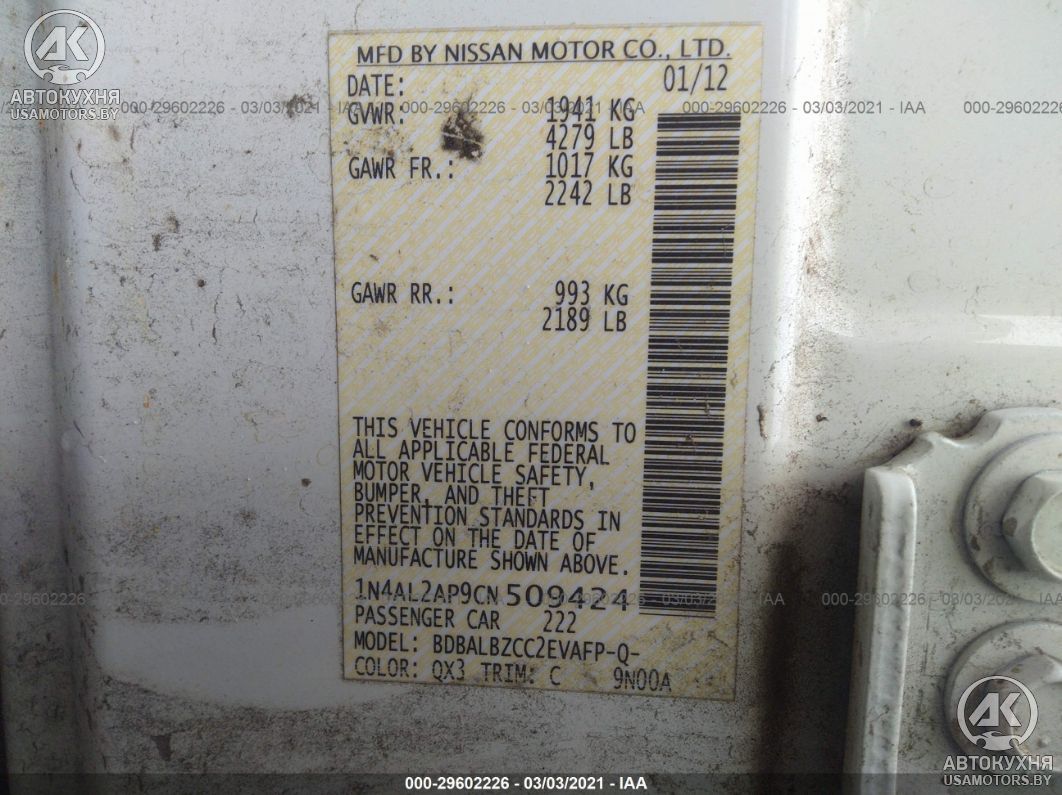 MFD BY NISSAN MOTOR CO., LTD.
DATE: 01/12
GVWR: 1941 KG
4279 LB
GAWR FR.: 1017 KG
2242 LB
GAWR RR.: 993 KG
2189 LB
THIS VEHICLE CONFORMS TO
ALL APPLICABLE FEDERAL
MOTOR VEHICLE SAFETY,
BUMPER, AND THEFT
PREVENTION STANDARDS IN
EFFECT ON THE DATE OF
MANUFACTURE SHOWN ABOVE.
1N4AL2AP9CN509424
PASSENGER CAR 222
MODEL: BDBALBZCC2EVAFP-Q-
COLOR: QX3 TRIM: C 9N00A
AK
АВТОКУХНЯ
USAMOTORS.BY
000-29602226 - 03/03/2021 - IAA
000-29602226 - 03/03/2021 - IAA
000-29602226 - 03/03/2021 - IAA
AK
АВТОКУХНЯ
USAMOTORS.BY
000-29602226 - 03/03/2021 - IAA